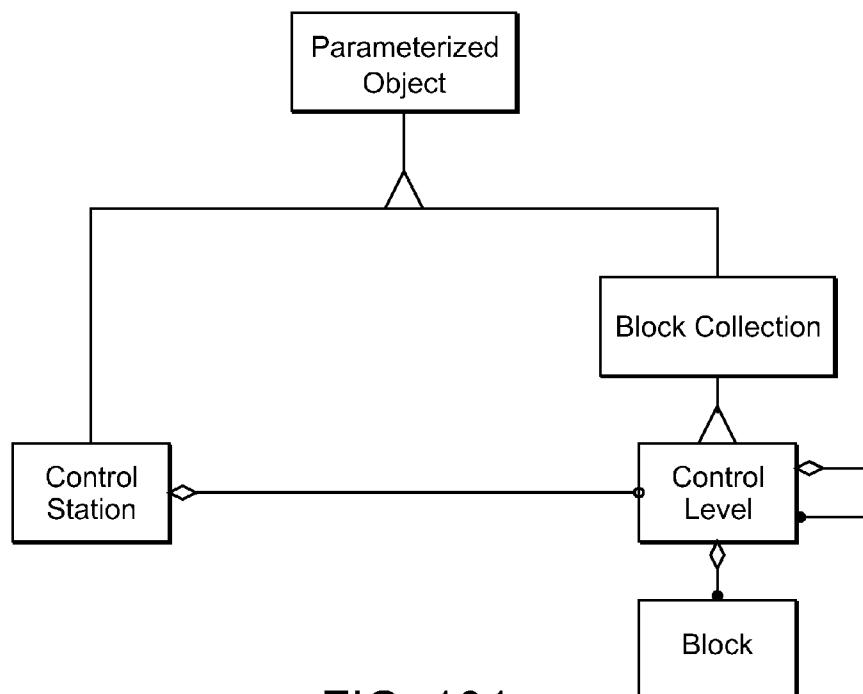 Parameterized
Object
Block Collection
Control
Station
Control
Level
Block